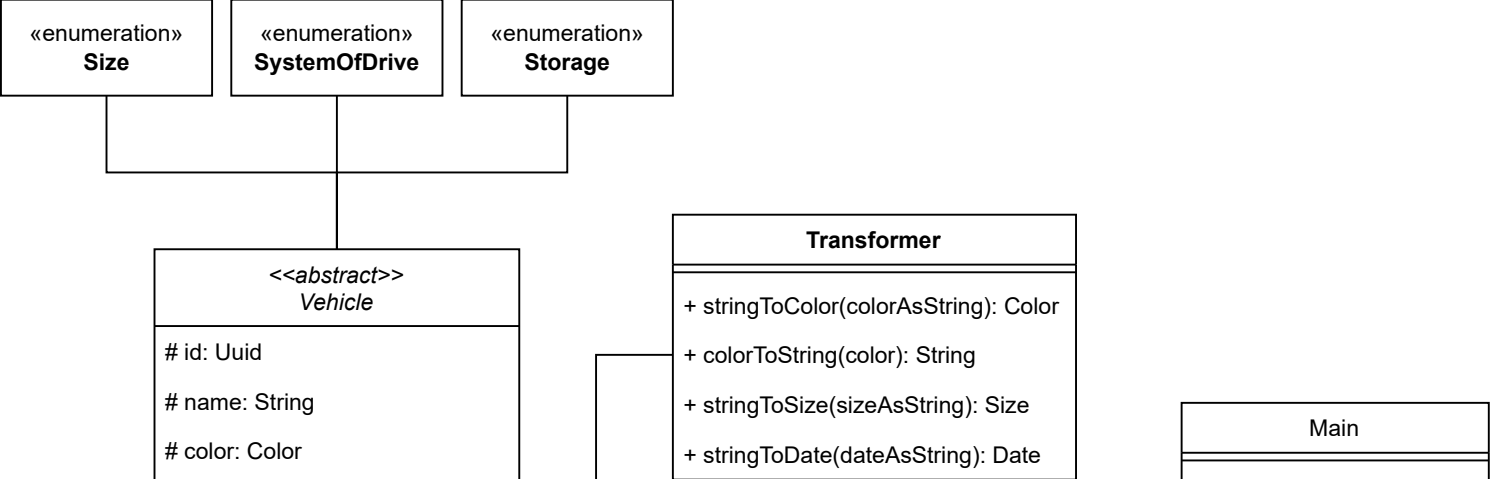 «enumeration»
Size
«enumeration»
SystemOfDrive
«enumeration»
Storage
<<abstract>>
Vehicle
# id: Uuid
# name: String
# color: Color
Transformer
+ stringToColor(colorAsString): Color
+ colorToString(color): String
+ stringToSize(sizeAsString): Size
+ stringToDate(dateAsString): Date
Main